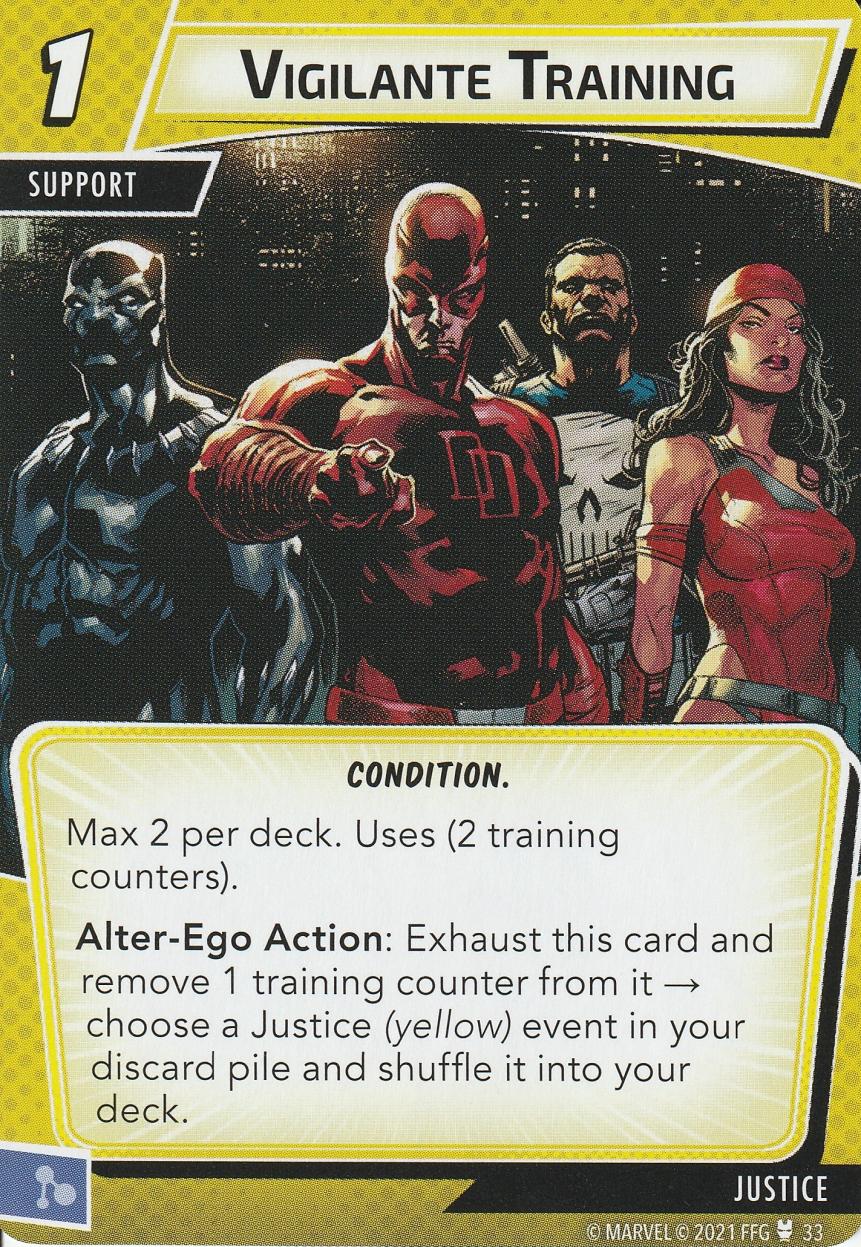 1
VIGILANTE TRAINING
SUPPORT
CONDITION.
Max 2 per deck. Uses (2 training
counters).
Alter-Ego Action: Exhaust this card and
remove 1 training counter from it →
choose a Justice (yellow) event in your
discard pile and shuffle it into your
deck.
JUSTICE
© MARVEL © 2021 FFG 33